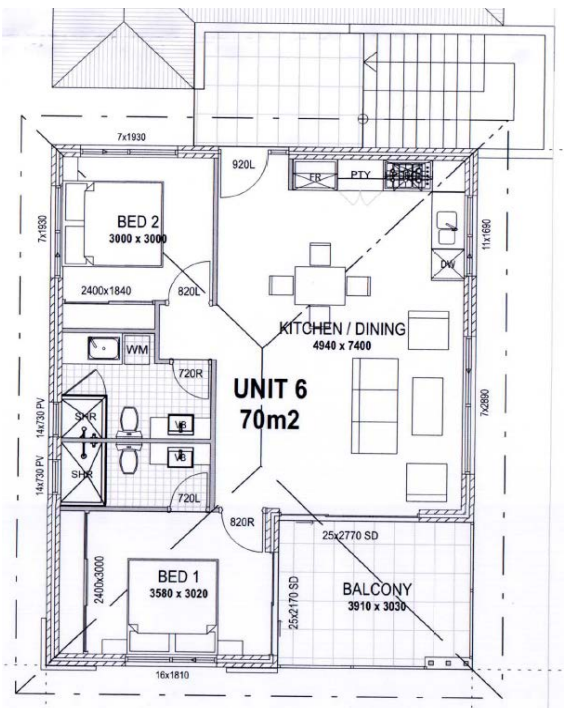 7x1930
920L
FR
PTY
BED 2
3000 x 3000
7x1930
11x1690
DW
2400x1840
820L
KITCHEN / DINING
4940 x 7400
WM
720R
UNIT 6
70m2
7x2890
14x730 PV
SHR
VB
14x730 PV
SHR
VB
720L
820R
25x2770 SD
BED 1
3580 x 3020
2400x3000
25x2170 SD
BALCONY
3910 x 3030
16x1810